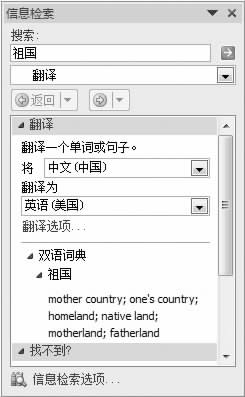 信息检索
搜索:
祖国
翻译
返回
翻译
翻译一个单词或句子。
将 中文(中国)
翻译为
英语(美国)
翻译选项...
双语词典
祖国
mother country; one's country;
homeland; native land;
motherland; fatherland
找不到?
信息检索选项...